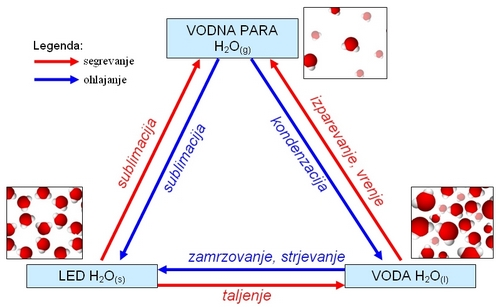 VODNA PARA
H₂O(g)
Legenda:
segrevanje
ohlajanje
sublimacija
sublimacija
kondenzacija
izparevanje, vrenje
zamrzovanje, strjevanje
LED H₂O(s)
VODA H₂O(l)
taljenje